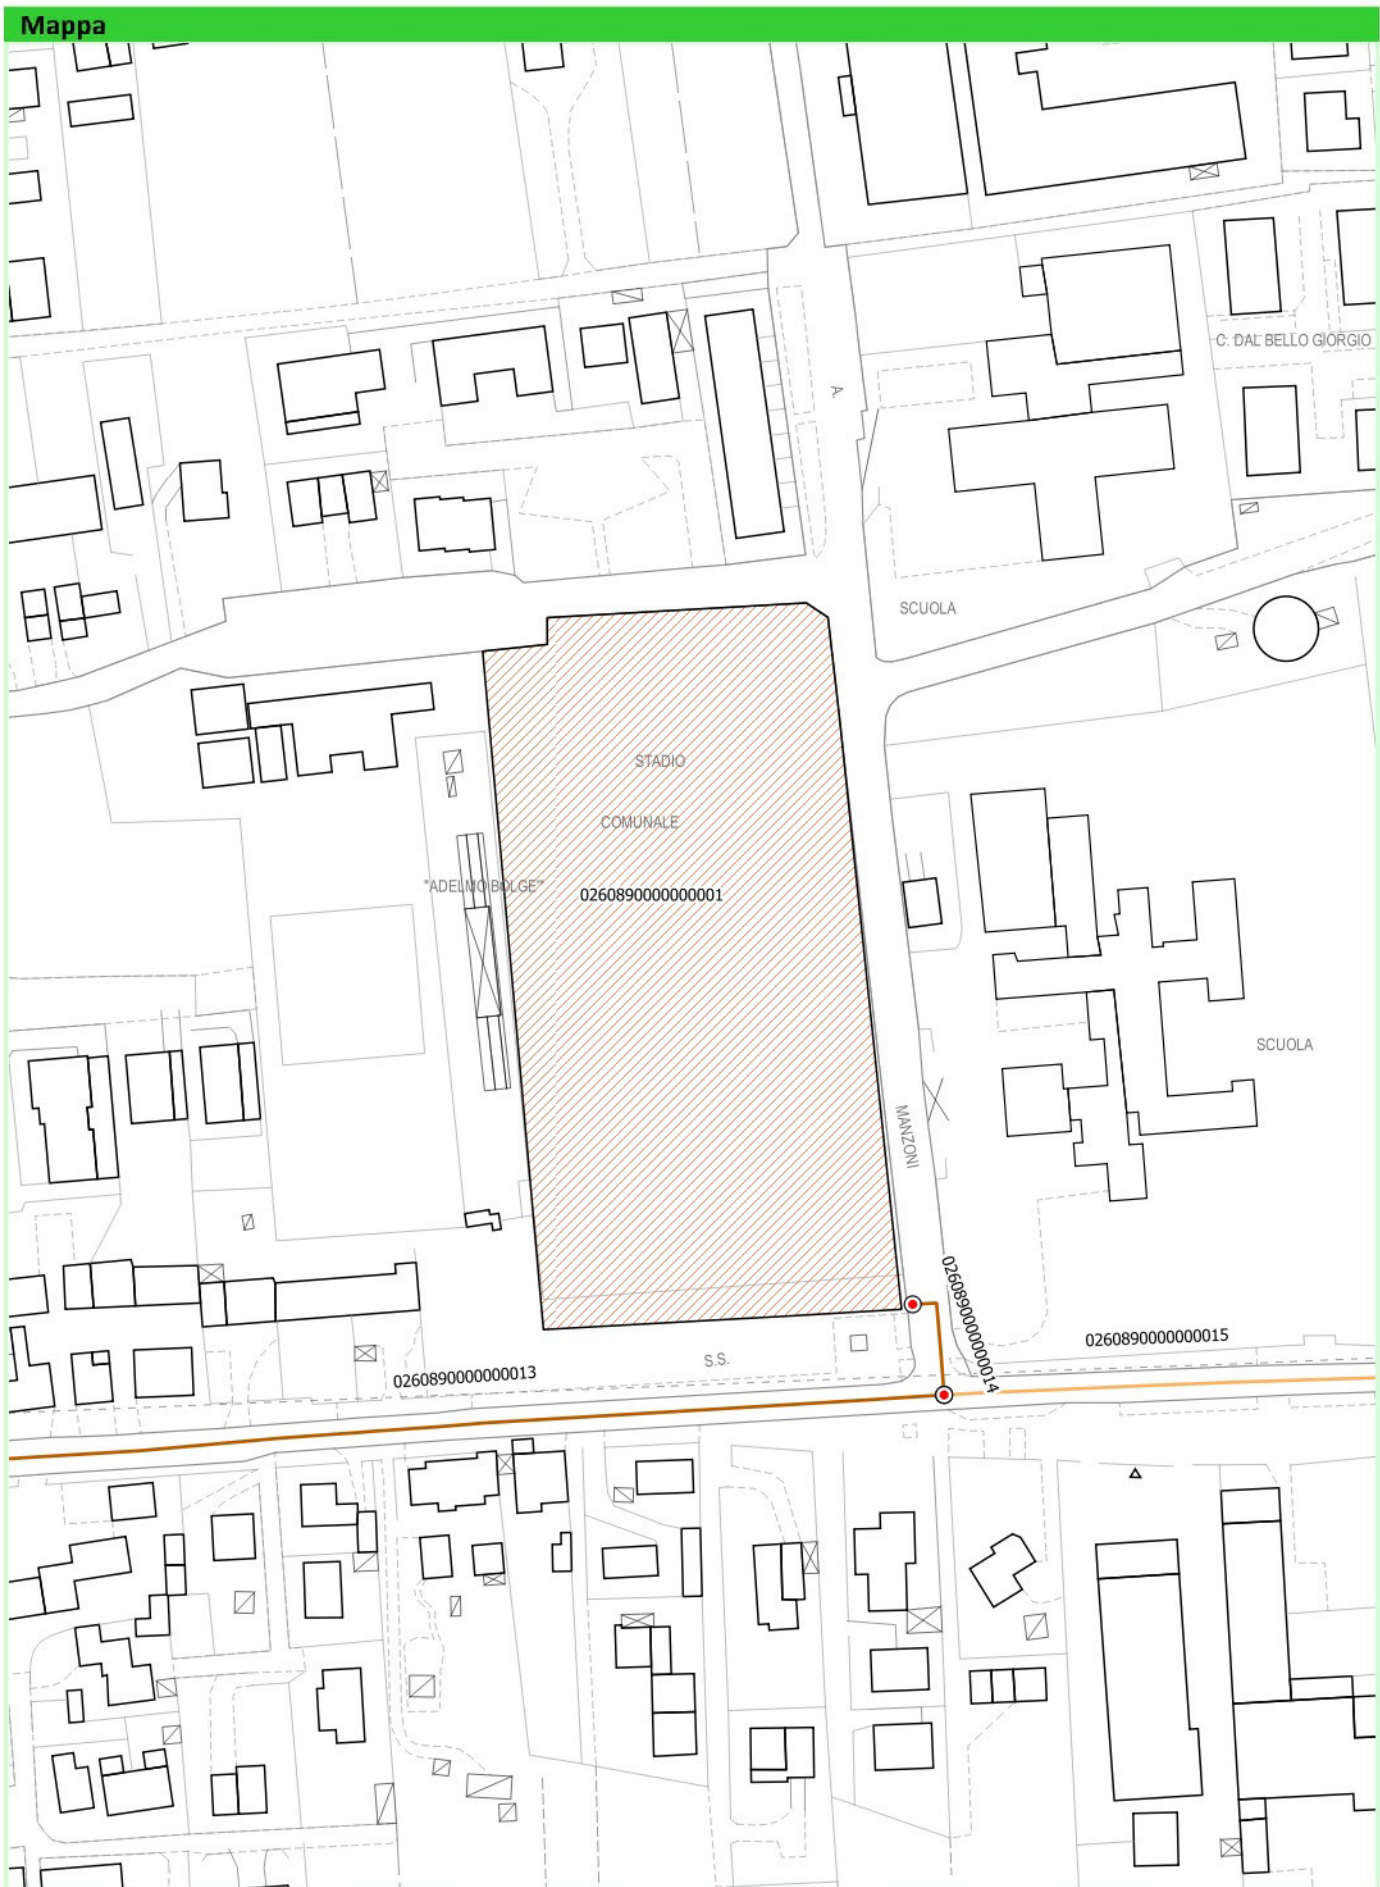 Mappa
C. DAL BELLO GIORGIO
A.
SCUOLA
STADIO
COMUNALE
"ADELMO BOLGE'"
0260890000000001
SCUOLA
MANZONI
0260890000000014
0260890000000015
S.S.
0260890000000013